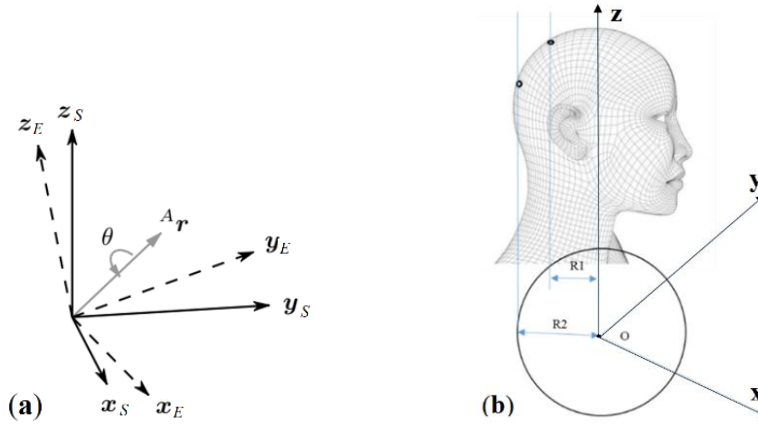 z_S
z_E
θ
^A r
y_E
y_S
x_S
x_E
(a)
z
y
R1
R2
O
x
(b)